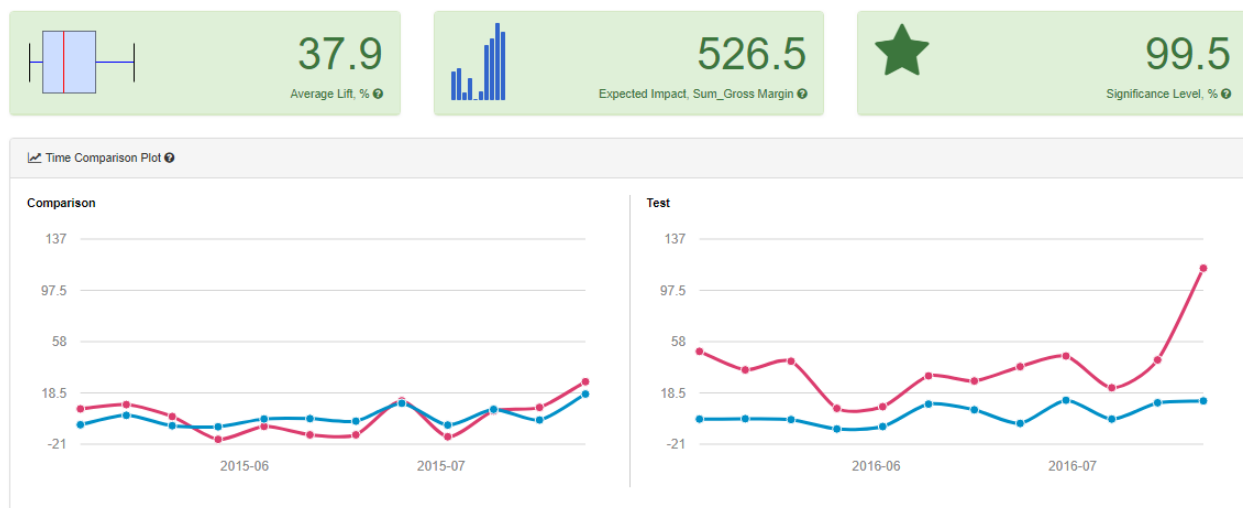 37.9
Average Lift, %
526.5
Expected Impact, Sum_Gross Margin
99.5
Significance Level, %
Time Comparison Plot
Comparison
137
97.5
58
18.5
-21
2015-06 2015-07
Test
137
97.5
58
18.5
-21
2016-06 2016-07